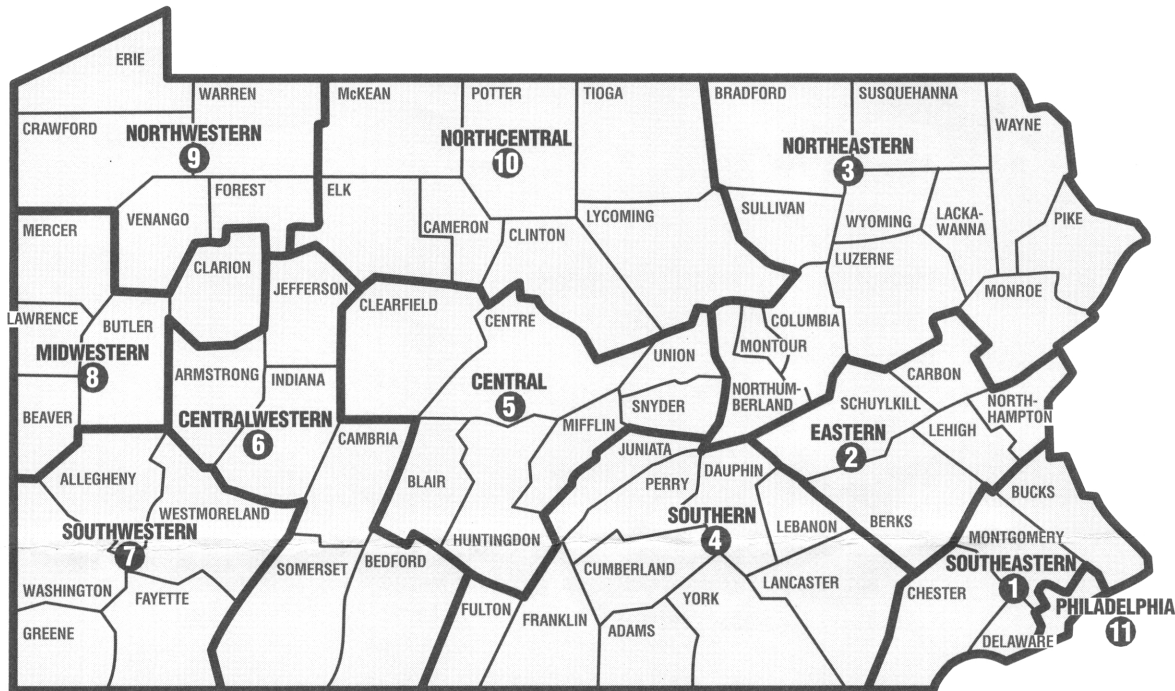 ERIE
WARREN
McKEAN
POTTER
TIOGA
BRADFORD
SUSQUEHANNA
WAYNE
CRAWFORD
NORTHWESTERN
9
NORTHCENTRAL
10
NORTHEASTERN
3
FOREST
ELK
VENANGO
CAMERON
CLINTON
LYCOMING
SULLIVAN
WYOMING
LACKA-
WANNA
PIKE
MERCER
CLARION
JEFFERSON
CLEARFIELD
LUZERNE
MONROE
LAWRENCE
BUTLER
MIDWESTERN
8
CENTRE
COLUMBIA
MONTOUR
UNION
ARMSTRONG
INDIANA
CENTRAL
5
CARBON
NORTH-
HAMPTON
BEAVER
CENTRALWESTERN
6
SNYDER
NORTHUM-
BERLAND
SCHUYLKILL
MIFFLIN
EASTERN
2
LEHIGH
CAMBRIA
JUNIATA
ALLEGHENY
BLAIR
PERRY
DAUPHIN
BUCKS
WESTMORELAND
SOUTHWESTERN
7
SOUTHERN
4
LEBANON
BERKS
HUNTINGDON
MONTGOMERY
SOMERSET
BEDFORD
CUMBERLAND
LANCASTER
SOUTHEASTERN
1
WASHINGTON
FAYETTE
CHESTER
FULTON
YORK
PHILADELPHIA
11
GREENE
FRANKLIN
ADAMS
DELAWARE